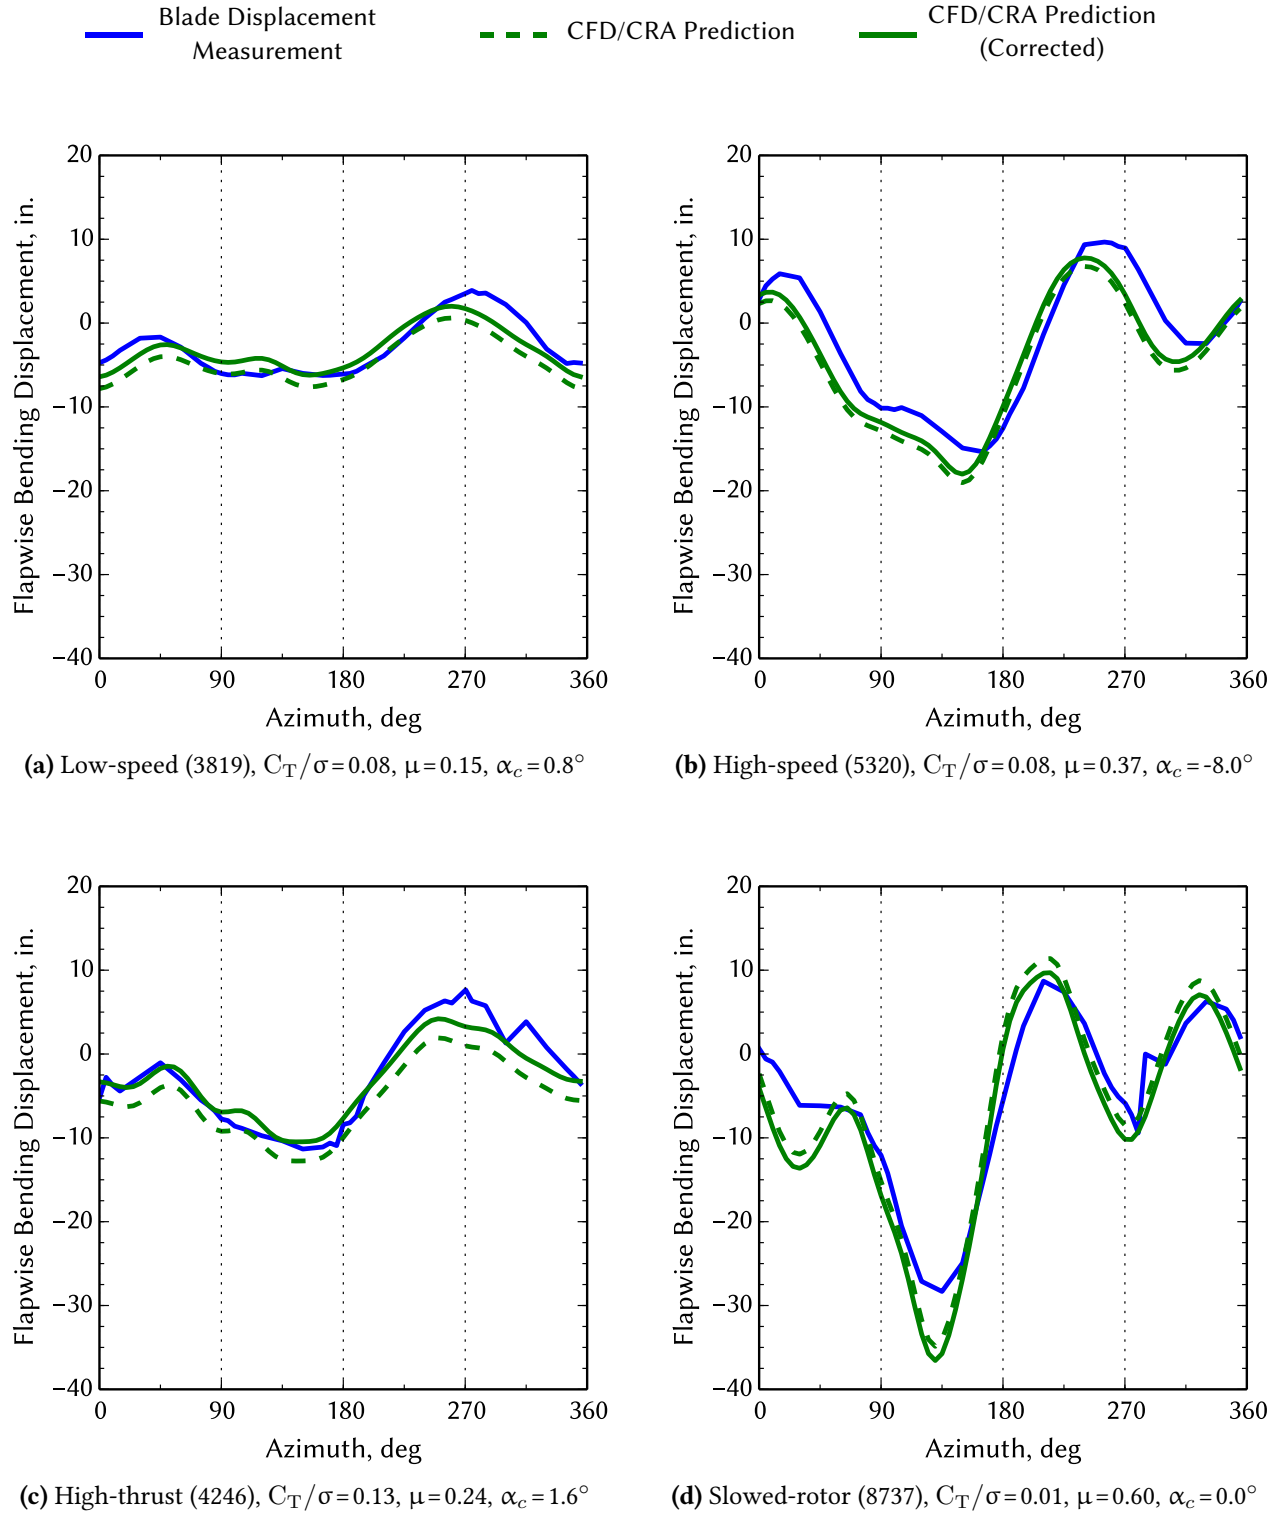 Blade Displacement
Measurement
CFD/CRA Prediction
CFD/CRA Prediction
(Corrected)
20
10
0
−10
−20
−30
−40
0
90
180
270
360
Flapwise Bending Displacement, in.
Azimuth, deg
(a) Low-speed (3819), C_T/σ=0.08, μ=0.15, α_c=0.8°
20
10
0
−10
−20
−30
−40
0
90
180
270
360
Flapwise Bending Displacement, in.
Azimuth, deg
(b) High-speed (5320), C_T/σ=0.08, μ=0.37, α_c=-8.0°
20
10
0
−10
−20
−30
−40
0
90
180
270
360
Flapwise Bending Displacement, in.
Azimuth, deg
(c) High-thrust (4246), C_T/σ=0.13, μ=0.24, α_c=1.6°
20
10
0
−10
−20
−30
−40
0
90
180
270
360
Flapwise Bending Displacement, in.
Azimuth, deg
(d) Slowed-rotor (8737), C_T/σ=0.01, μ=0.60, α_c=0.0°